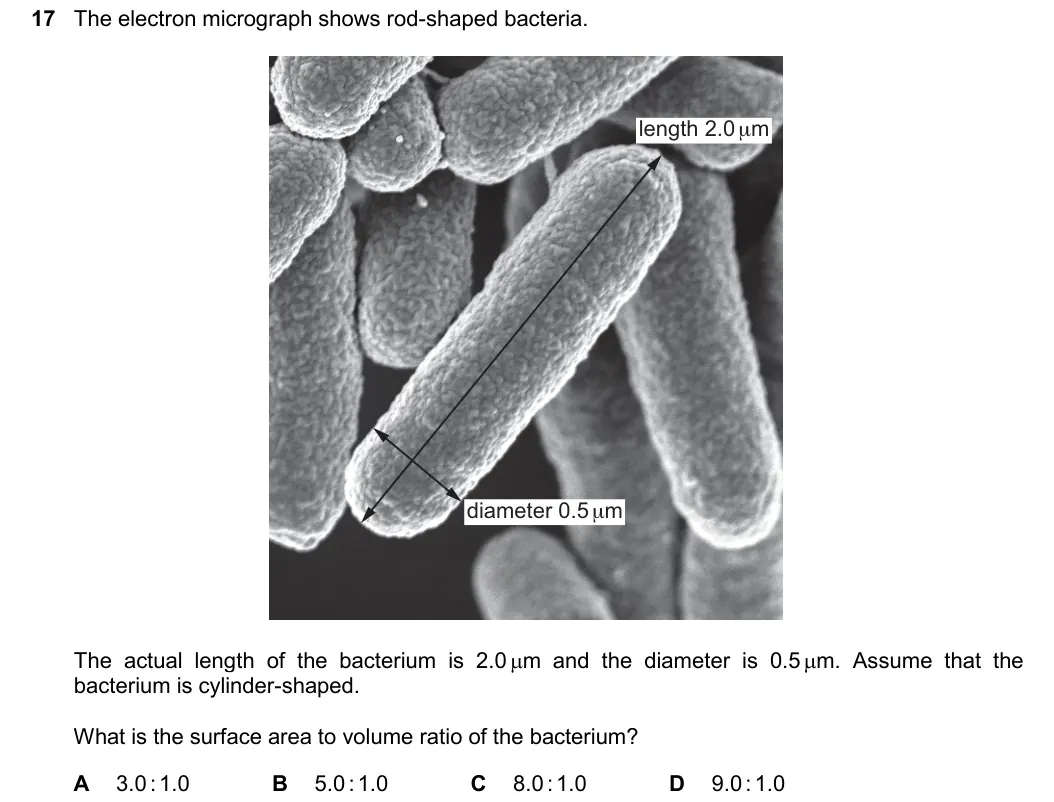 17 The electron micrograph shows rod-shaped bacteria.
length 2.0 μm
diameter 0.5 μm
The actual length of the bacterium is 2.0 μm and the diameter is 0.5 μm. Assume that the
bacterium is cylinder-shaped.
What is the surface area to volume ratio of the bacterium?
A 3.0 : 1.0 B 5.0 : 1.0 C 8.0 : 1.0 D 9.0 : 1.0